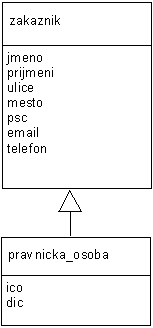 zakaznik
jmeno
prijmeni
ulice
mesto
psc
email
telefon
pravnicka_osoba
ico
dic